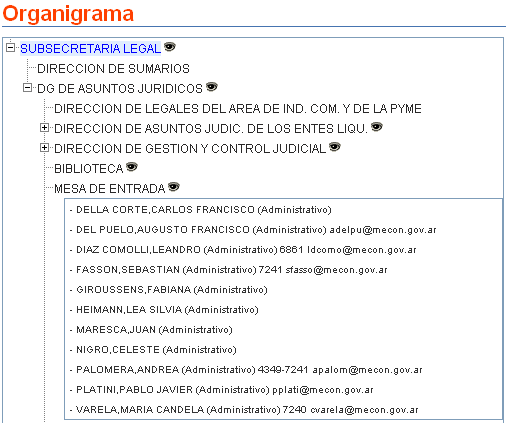 Organigrama
SUBSECRETARIA LEGAL
DIRECCION DE SUMARIOS
DG DE ASUNTOS JURIDICOS
DIRECCION DE LEGALES DEL AREA DE IND. COM. Y DE LA PYME
DIRECCION DE ASUNTOS JUDIC. DE LOS ENTES LIQU.
DIRECCION DE GESTION Y CONTROL JUDICIAL
BIBLIOTECA
MESA DE ENTRADA
- DELLA CORTE,CARLOS FRANCISCO (Administrativo)
- DEL PUELO,AUGUSTO FRANCISCO (Administrativo) adelpu@mecon.gov.ar
- DIAZ COMOLLI,LEANDRO (Administrativo) 6861 ldcomo@mecon.gov.ar
- FASSON,SEBASTIAN (Administrativo) 7241 sfasso@mecon.gov.ar
- GIROUSSENS,FABIANA (Administrativo)
- HEIMANN,LEA SILVIA (Administrativo)
- MARESCA,JUAN (Administrativo)
- NIGRO,CELESTE (Administrativo)
- PALOMERA,ANDREA (Administrativo) 4349-7241 apalom@mecon.gov.ar
- PLATINI,PABLO JAVIER (Administrativo) pplati@mecon.gov.ar
- VARELA,MARIA CANDELA (Administrativo) 7240 cvarela@mecon.gov.ar